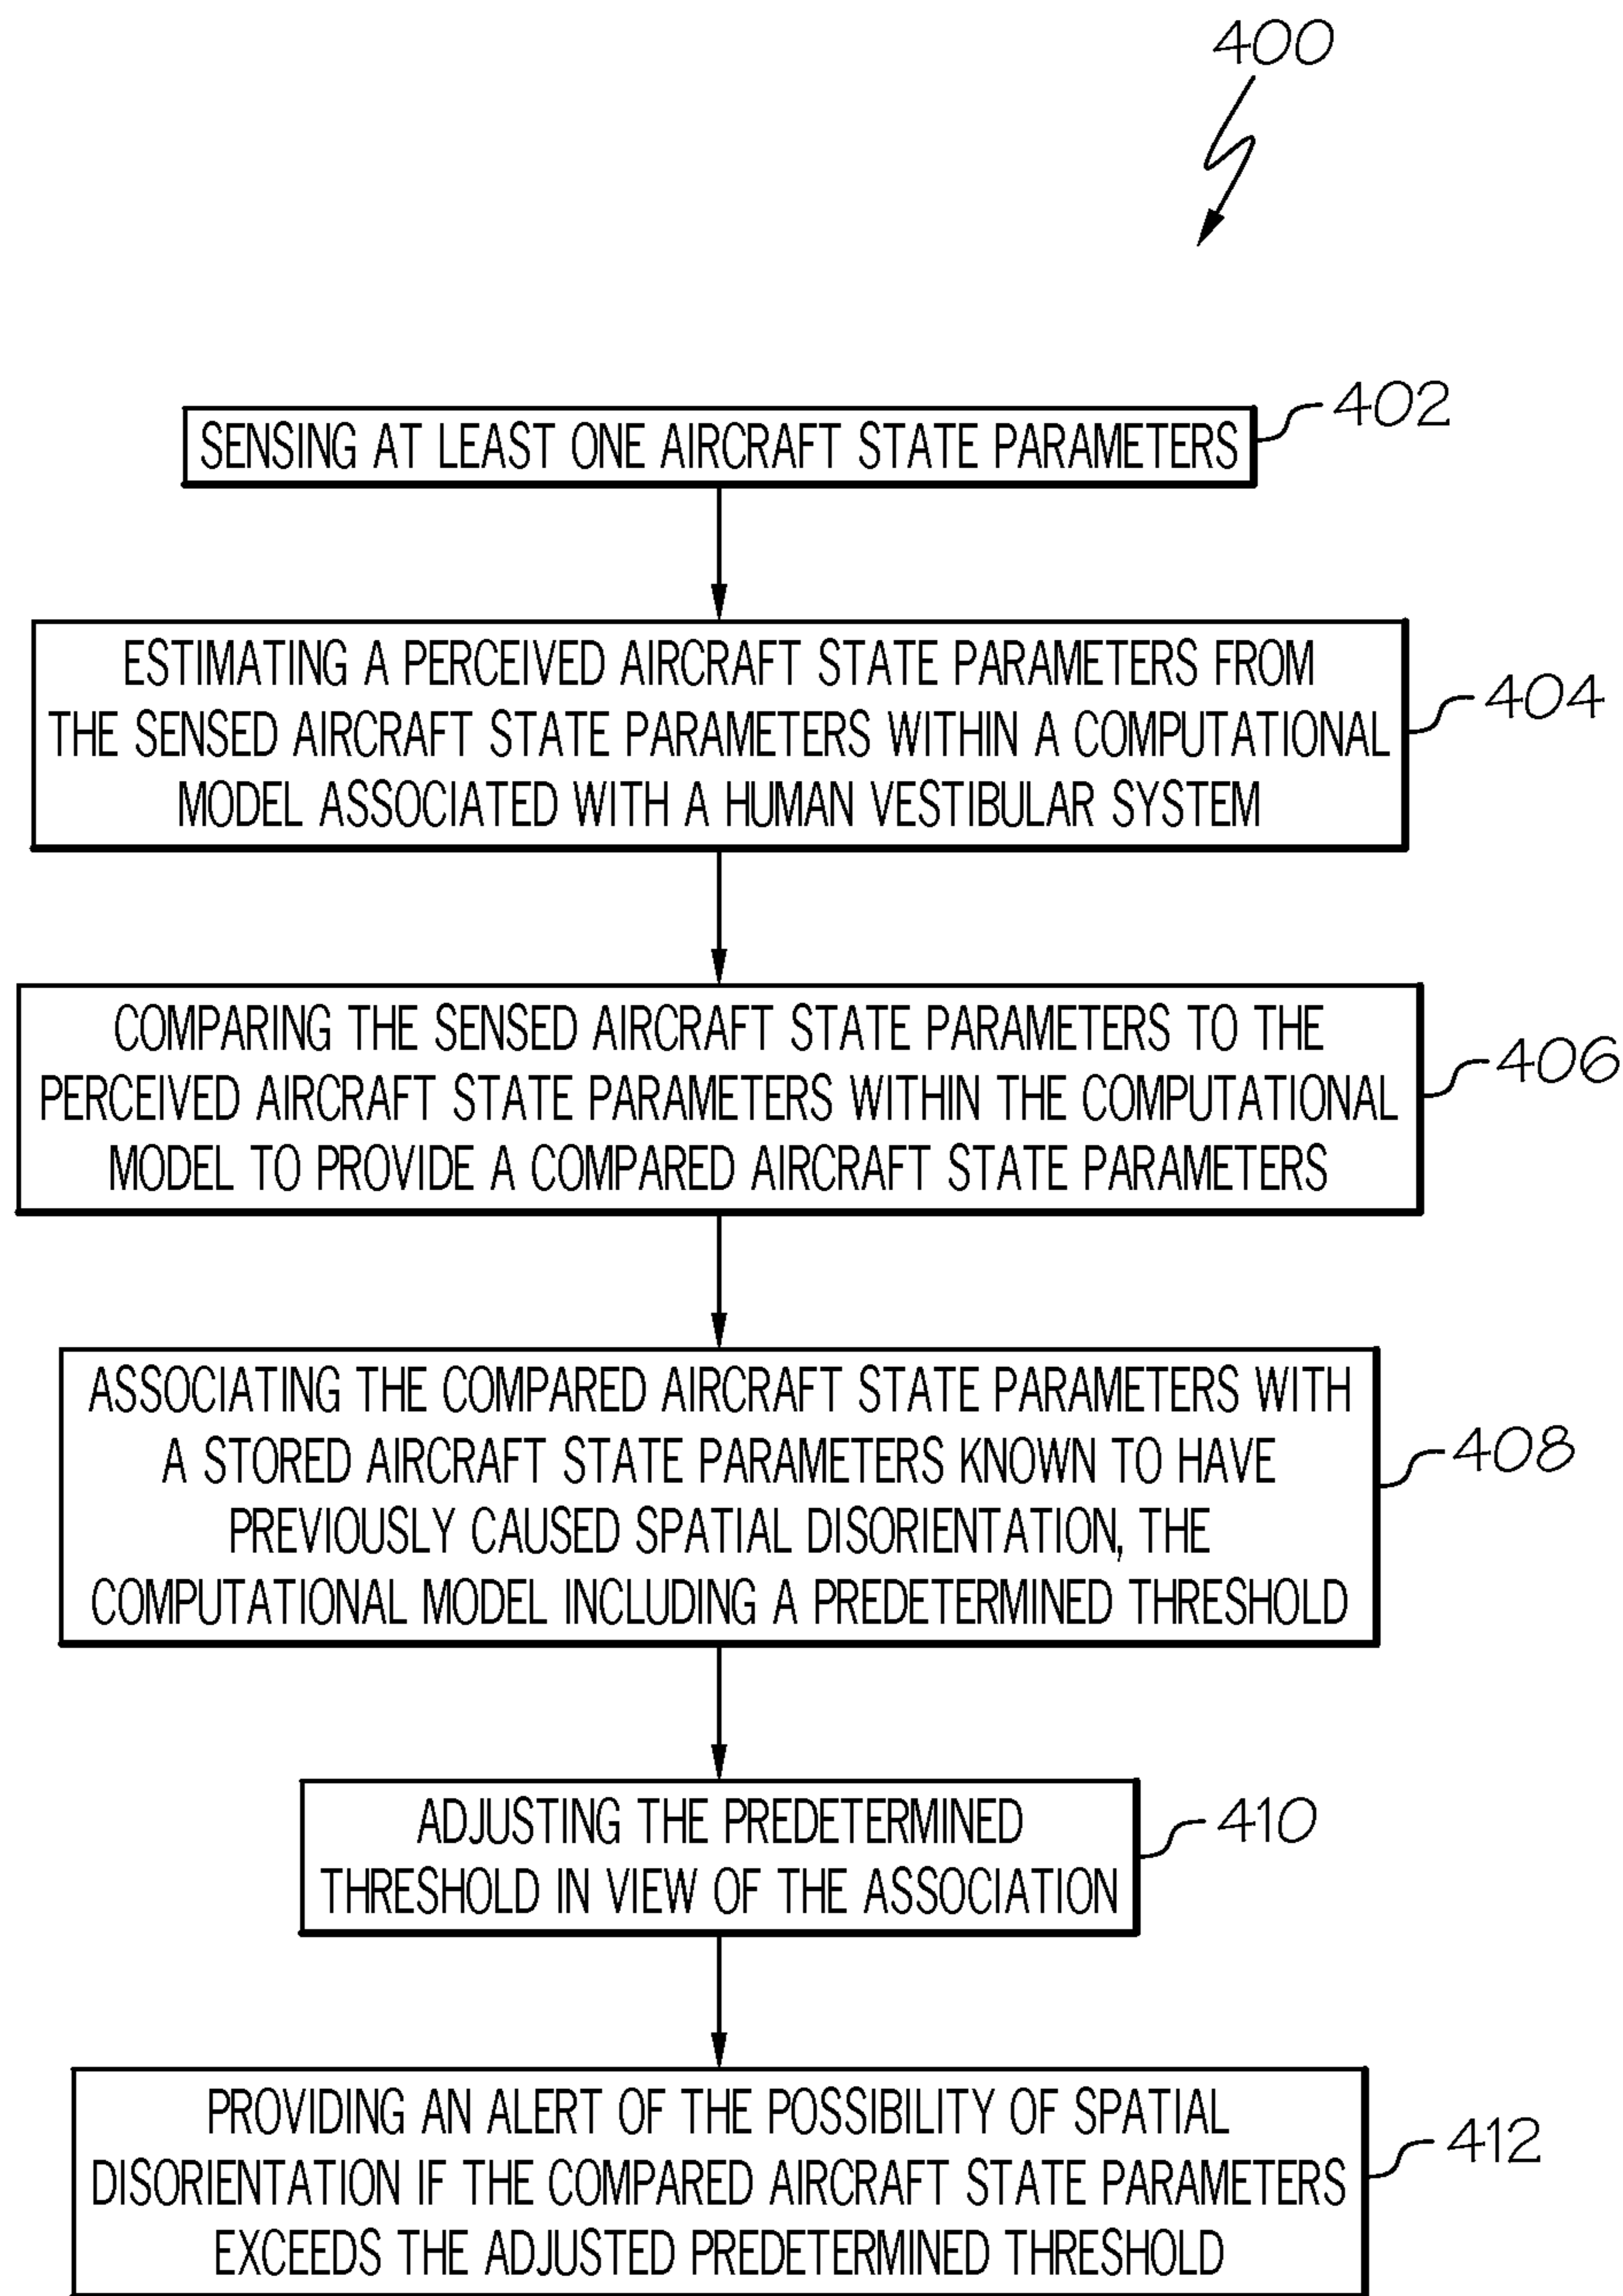 400
SENSING AT LEAST ONE AIRCRAFT STATE PARAMETERS
402
ESTIMATING A PERCEIVED AIRCRAFT STATE PARAMETERS FROM
THE SENSED AIRCRAFT STATE PARAMETERS WITHIN A COMPUTATIONAL
MODEL ASSOCIATED WITH A HUMAN VESTIBULAR SYSTEM
404
COMPARING THE SENSED AIRCRAFT STATE PARAMETERS TO THE
PERCEIVED AIRCRAFT STATE PARAMETERS WITHIN THE COMPUTATIONAL
MODEL TO PROVIDE A COMPARED AIRCRAFT STATE PARAMETERS
406
ASSOCIATING THE COMPARED AIRCRAFT STATE PARAMETERS WITH
A STORED AIRCRAFT STATE PARAMETERS KNOWN TO HAVE
PREVIOUSLY CAUSED SPATIAL DISORIENTATION, THE
COMPUTATIONAL MODEL INCLUDING A PREDETERMINED THRESHOLD
408
ADJUSTING THE PREDETERMINED
THRESHOLD IN VIEW OF THE ASSOCIATION
410
PROVIDING AN ALERT OF THE POSSIBILITY OF SPATIAL
DISORIENTATION IF THE COMPARED AIRCRAFT STATE PARAMETERS
EXCEEDS THE ADJUSTED PREDETERMINED THRESHOLD
412